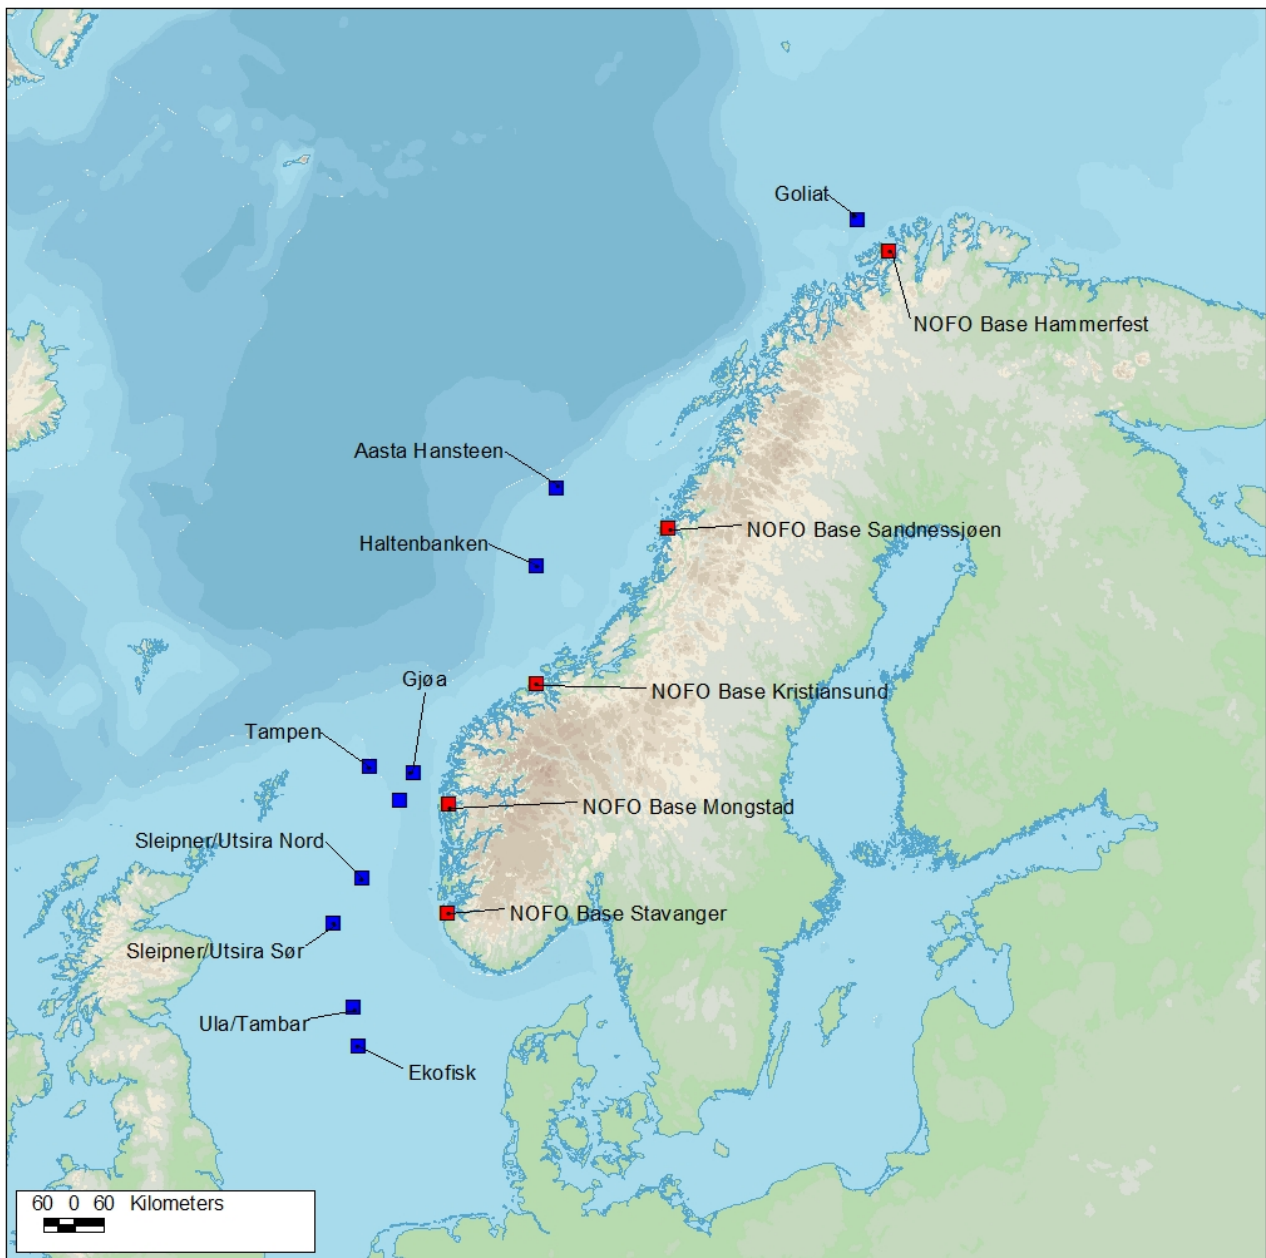 Goliat
NOFO Base Hammerfest
Aasta Hansteen
NOFO Base Sandnessjøen
Haltenbanken
Gjøa
NOFO Base Kristiansund
Tampen
NOFO Base Mongstad
Sleipner/Utsira Nord
NOFO Base Stavanger
Sleipner/Utsira Sør
Ula/Tambar
Ekofisk
60 0 60 Kilometers